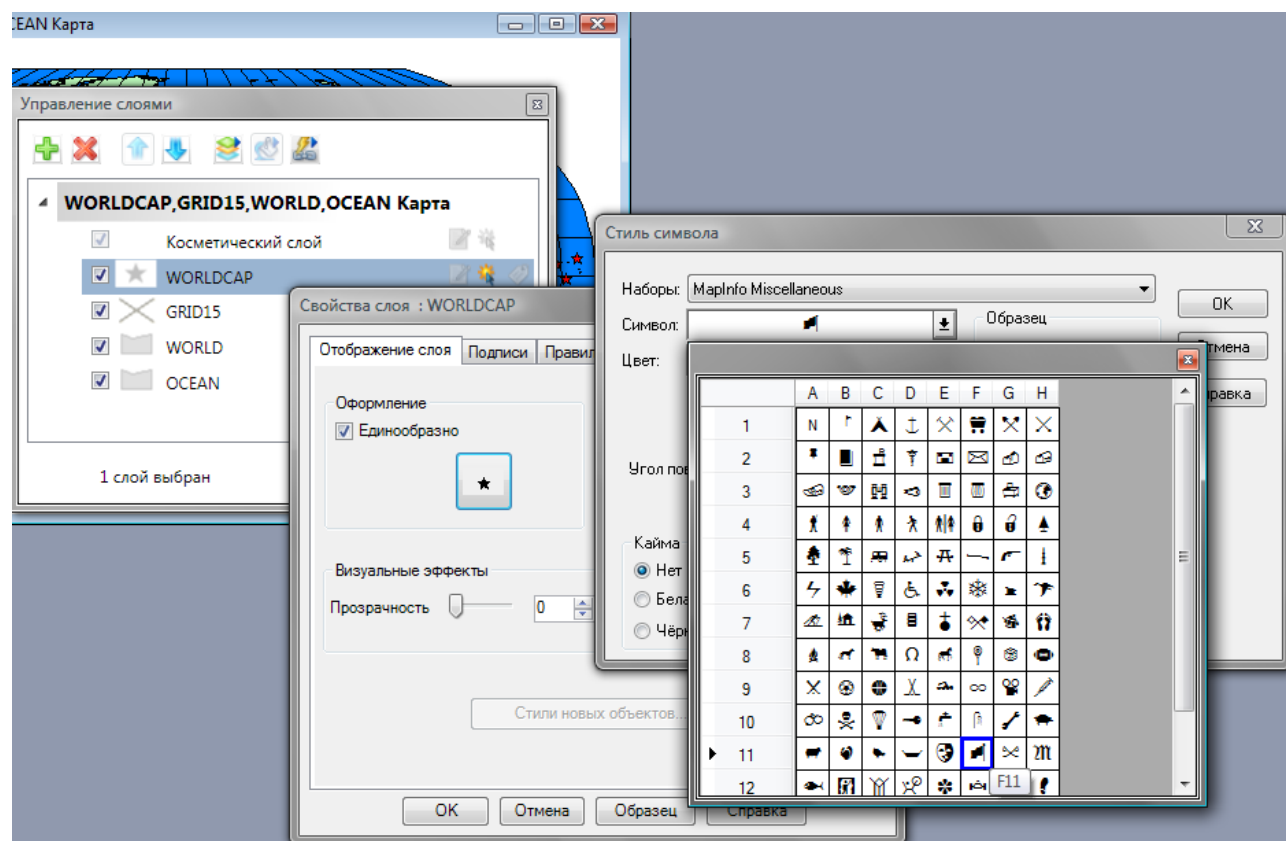 EAN Карта
Управление слоями
WORLDCAP,GRID15,WORLD,OCEAN Карта
Косметический слой
WORLDCAP
GRID15
WORLD
OCEAN
1 слой выбран
Свойства слоя : WORLDCAP
Отображение слоя Подписи Правил
Оформление
Единообразно
Визуальные эффекты
Прозрачность 0
Стили новых объектов...
OK Отмена Образец Справка
Стиль символа
Наборы: MapInfo Miscellaneous
Символ:
Образец
Цвет:
Угол пов
Кайма
Нет
Бела
Чёрн
OK
тмена
правка
A B C D E F G H
1 N
2
3
4
5
6
7
8
9
10
11
12
F11